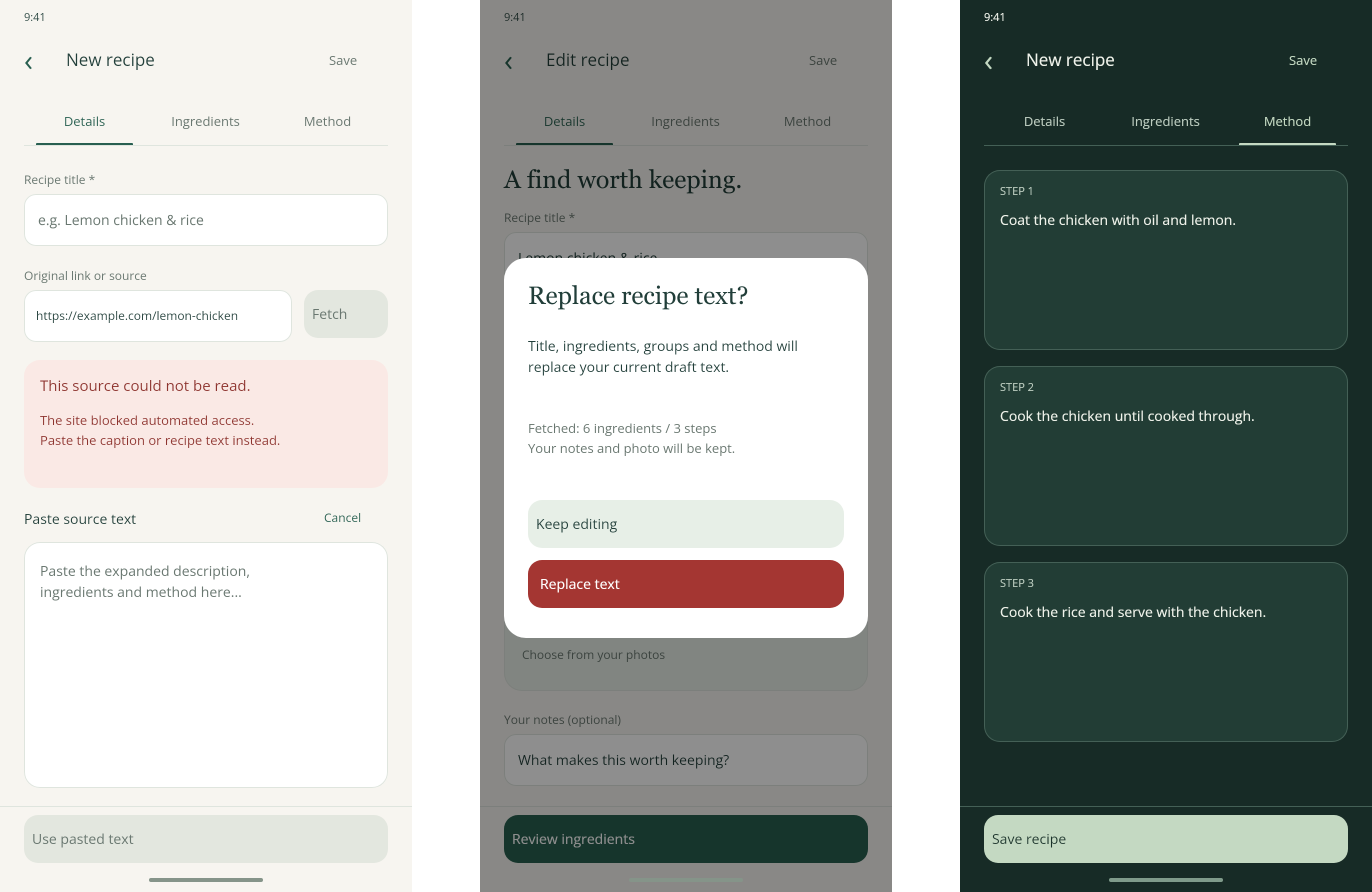 9:41
New recipe
Save
Details
Ingredients
Method
Recipe title *
e.g. Lemon chicken & rice
Original link or source
https://example.com/lemon-chicken
Fetch
This source could not be read.
The site blocked automated access.
Paste the caption or recipe text instead.
Paste source text
Cancel
Paste the expanded description,
ingredients and method here...
Use pasted text
9:41
Edit recipe
Save
Details
Ingredients
Method
A find worth keeping.
Recipe title *
Lemon chicken & rice
Replace recipe text?
Title, ingredients, groups and method will
replace your current draft text.
Fetched: 6 ingredients / 3 steps
Your notes and photo will be kept.
Keep editing
Replace text
Choose from your photos
Your notes (optional)
What makes this worth keeping?
Review ingredients
9:41
New recipe
Save
Details
Ingredients
Method
STEP 1
Coat the chicken with oil and lemon.
STEP 2
Cook the chicken until cooked through.
STEP 3
Cook the rice and serve with the chicken.
Save recipe